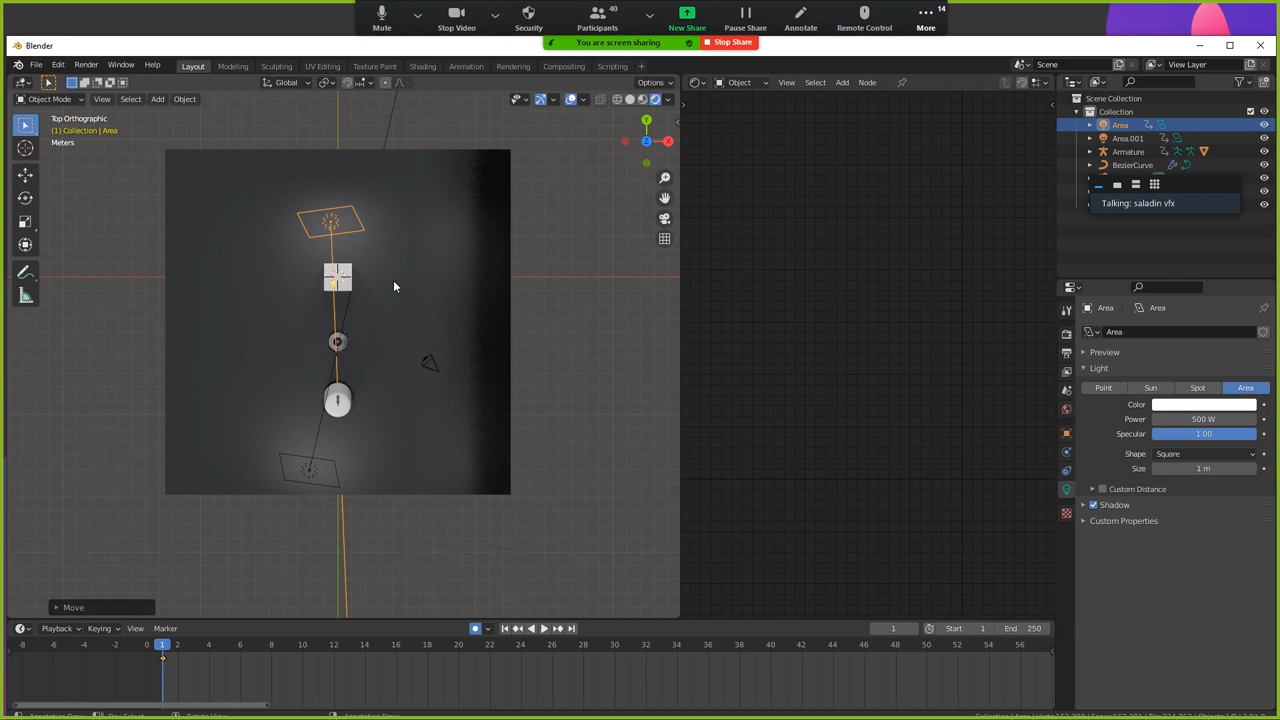 40
14
Mute
Stop Video
Security
Participants
New Share
Pause Share
Annotate
Remote Control
More
You are screen sharing
Stop Share
Blender
File
Edit
Render
Window
Help
Layout
Modeling
Sculpting
UV Editing
Texture Paint
Shading
Animation
Rendering
Compositing
Scripting
+
Scene
View Layer
Global
Options
Object
View
Select
Add
Node
Object Mode
View
Select
Add
Object
Top Orthographic
(1) Collection | Area
Meters
Y
Z
X
Scene Collection
Collection
Area
Area.001
Armature
BezierCurve
Talking: saladin vfx
Area
Area
Area
Preview
Light
Point
Sun
Spot
Area
Color
Power
500 W
Specular
1.00
Shape
Square
Size
1 m
Custom Distance
Shadow
Custom Properties
Move
Playback
Keying
View
Marker
1
Start
1
End
250
-8
-6
-4
-2
0
1
2
4
6
8
10
12
14
16
18
20
22
24
26
28
30
32
34
36
38
40
42
44
46
48
50
52
54
56